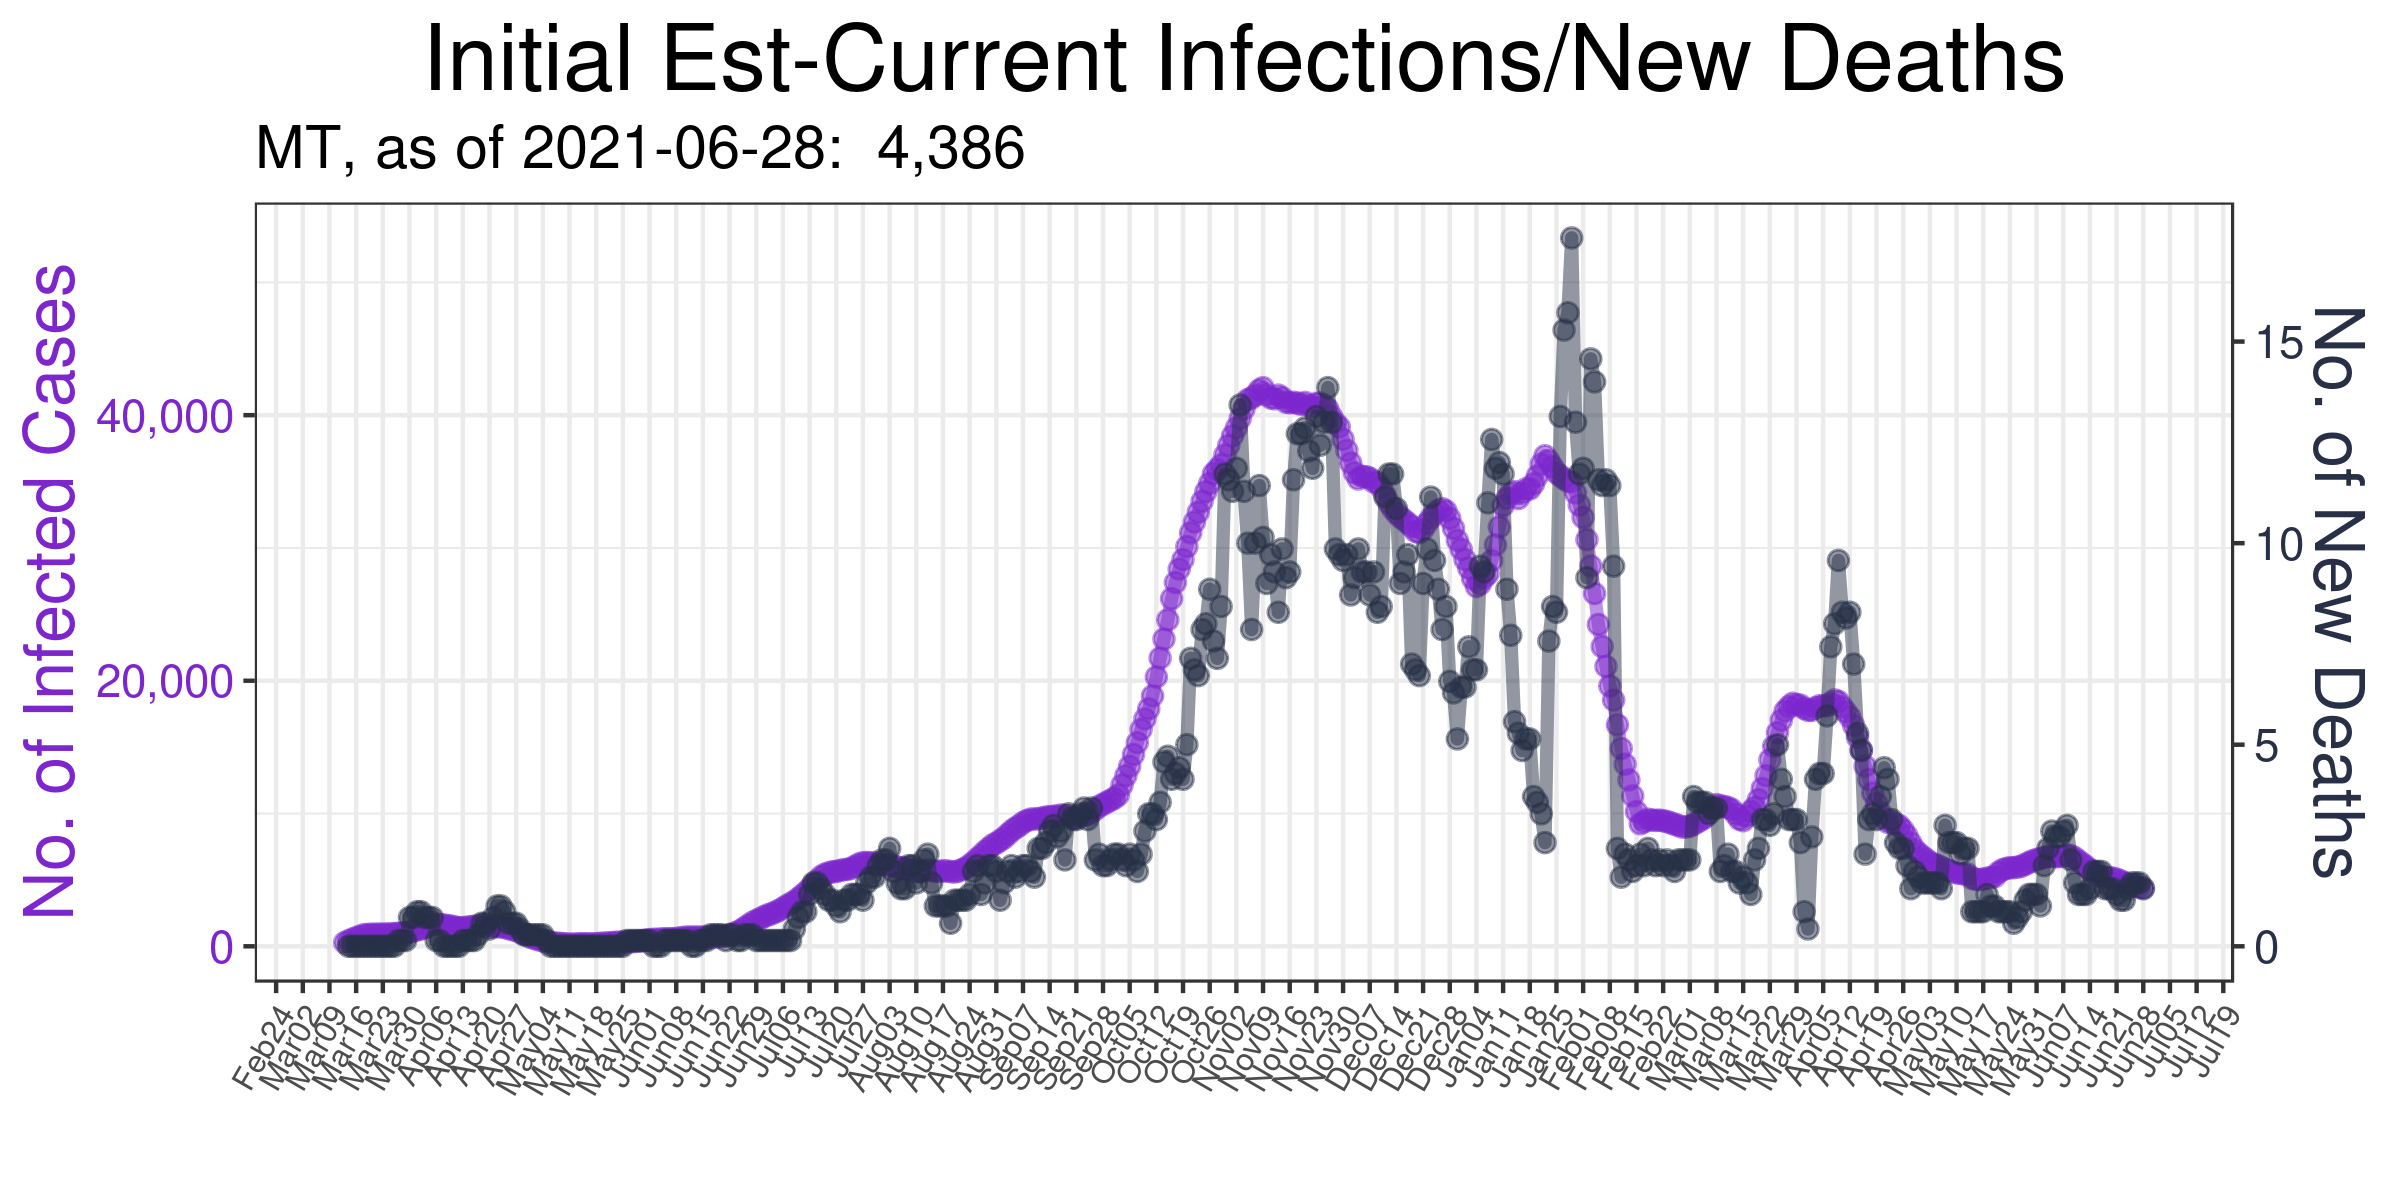 Initial Est-Current Infections/New Deaths
MT, as of 2021-06-28:  4,386
No. of Infected Cases
40,000
20,000
0
15
10
5
0
No. of New Deaths
Feb24
Mar02
Mar09
Mar16
Mar23
Mar30
Apr06
Apr13
Apr20
Apr27
May04
May11
May18
May25
Jun01
Jun08
Jun15
Jun22
Jun29
Jul06
Jul13
Jul20
Jul27
Aug03
Aug10
Aug17
Aug24
Aug31
Sep07
Sep14
Sep21
Sep28
Oct05
Oct12
Oct19
Oct26
Nov02
Nov09
Nov16
Nov23
Nov30
Dec07
Dec14
Dec21
Dec28
Jan04
Jan11
Jan18
Jan25
Feb01
Feb08
Feb15
Feb22
Mar01
Mar08
Mar15
Mar22
Mar29
Apr05
Apr12
Apr19
Apr26
May03
May10
May17
May24
May31
Jun07
Jun14
Jun21
Jun28
Jul05
Jul12
Jul19